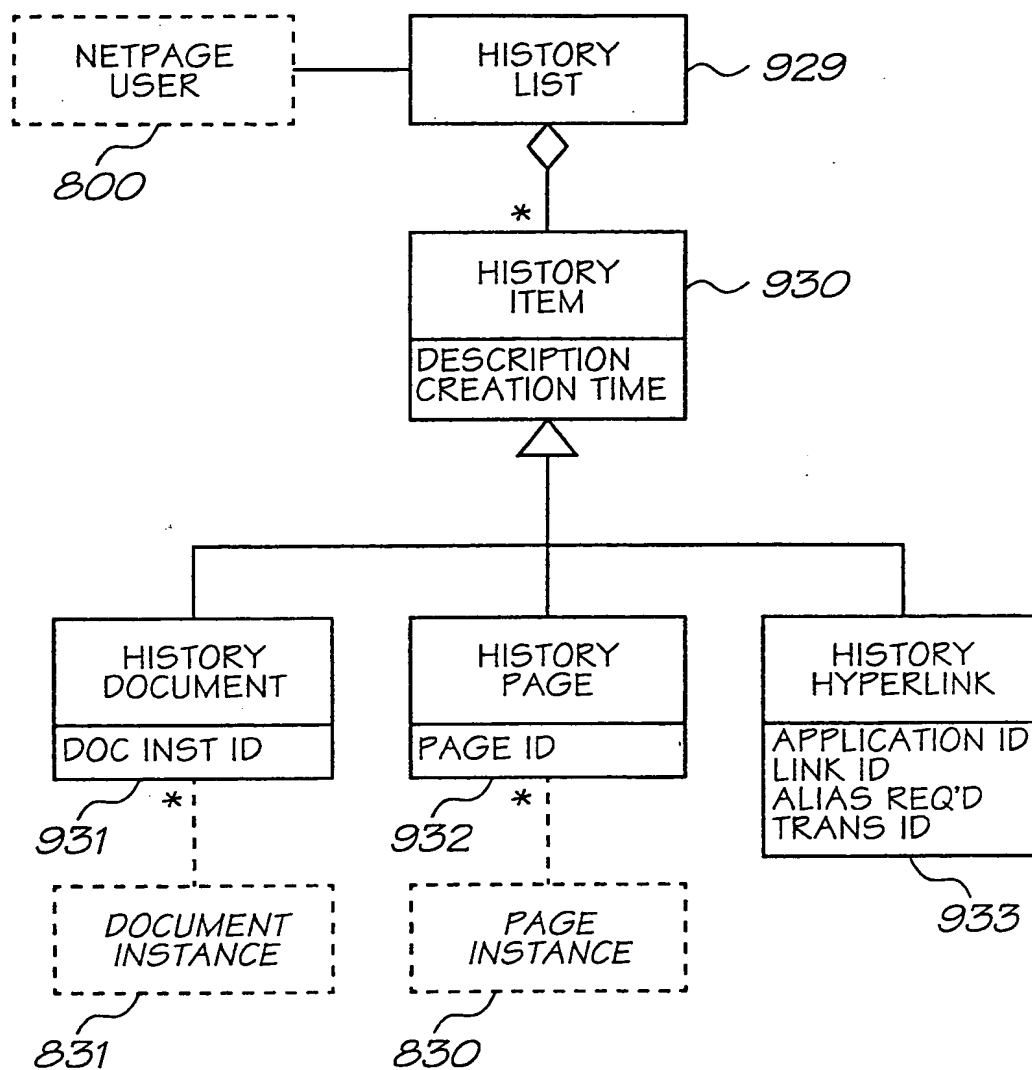 NETPAGE
USER
800
HISTORY
LIST
929
*
HISTORY
ITEM
930
DESCRIPTION
CREATION TIME
HISTORY
DOCUMENT
DOC INST ID
931
*
HISTORY
PAGE
PAGE ID
932
*
HISTORY
HYPERLINK
APPLICATION ID
LINK ID
ALIAS REQ'D
TRANS ID
933
DOCUMENT
INSTANCE
831
PAGE
INSTANCE
830